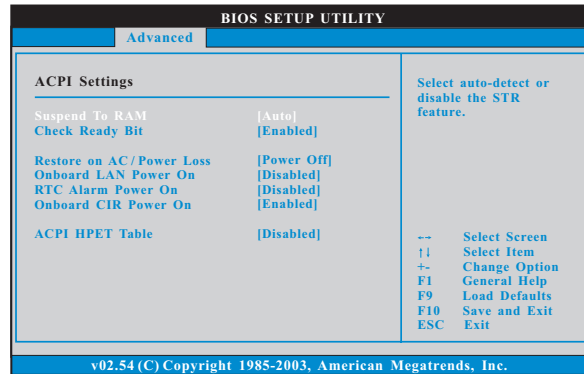 BIOS SETUP UTILITY
Advanced
ACPI Settings
Suspend To RAM [Auto]
Check Ready Bit [Enabled]
Restore on AC / Power Loss [Power Off]
Onboard LAN Power On [Disabled]
RTC Alarm Power On [Disabled]
Onboard CIR Power On [Enabled]
ACPI HPET Table [Disabled]
Select auto-detect or
disable the STR
feature.
←→ Select Screen
↑↓ Select Item
+- Change Option
F1 General Help
F9 Load Defaults
F10 Save and Exit
ESC Exit
v02.54 (C) Copyright 1985-2003, American Megatrends, Inc.